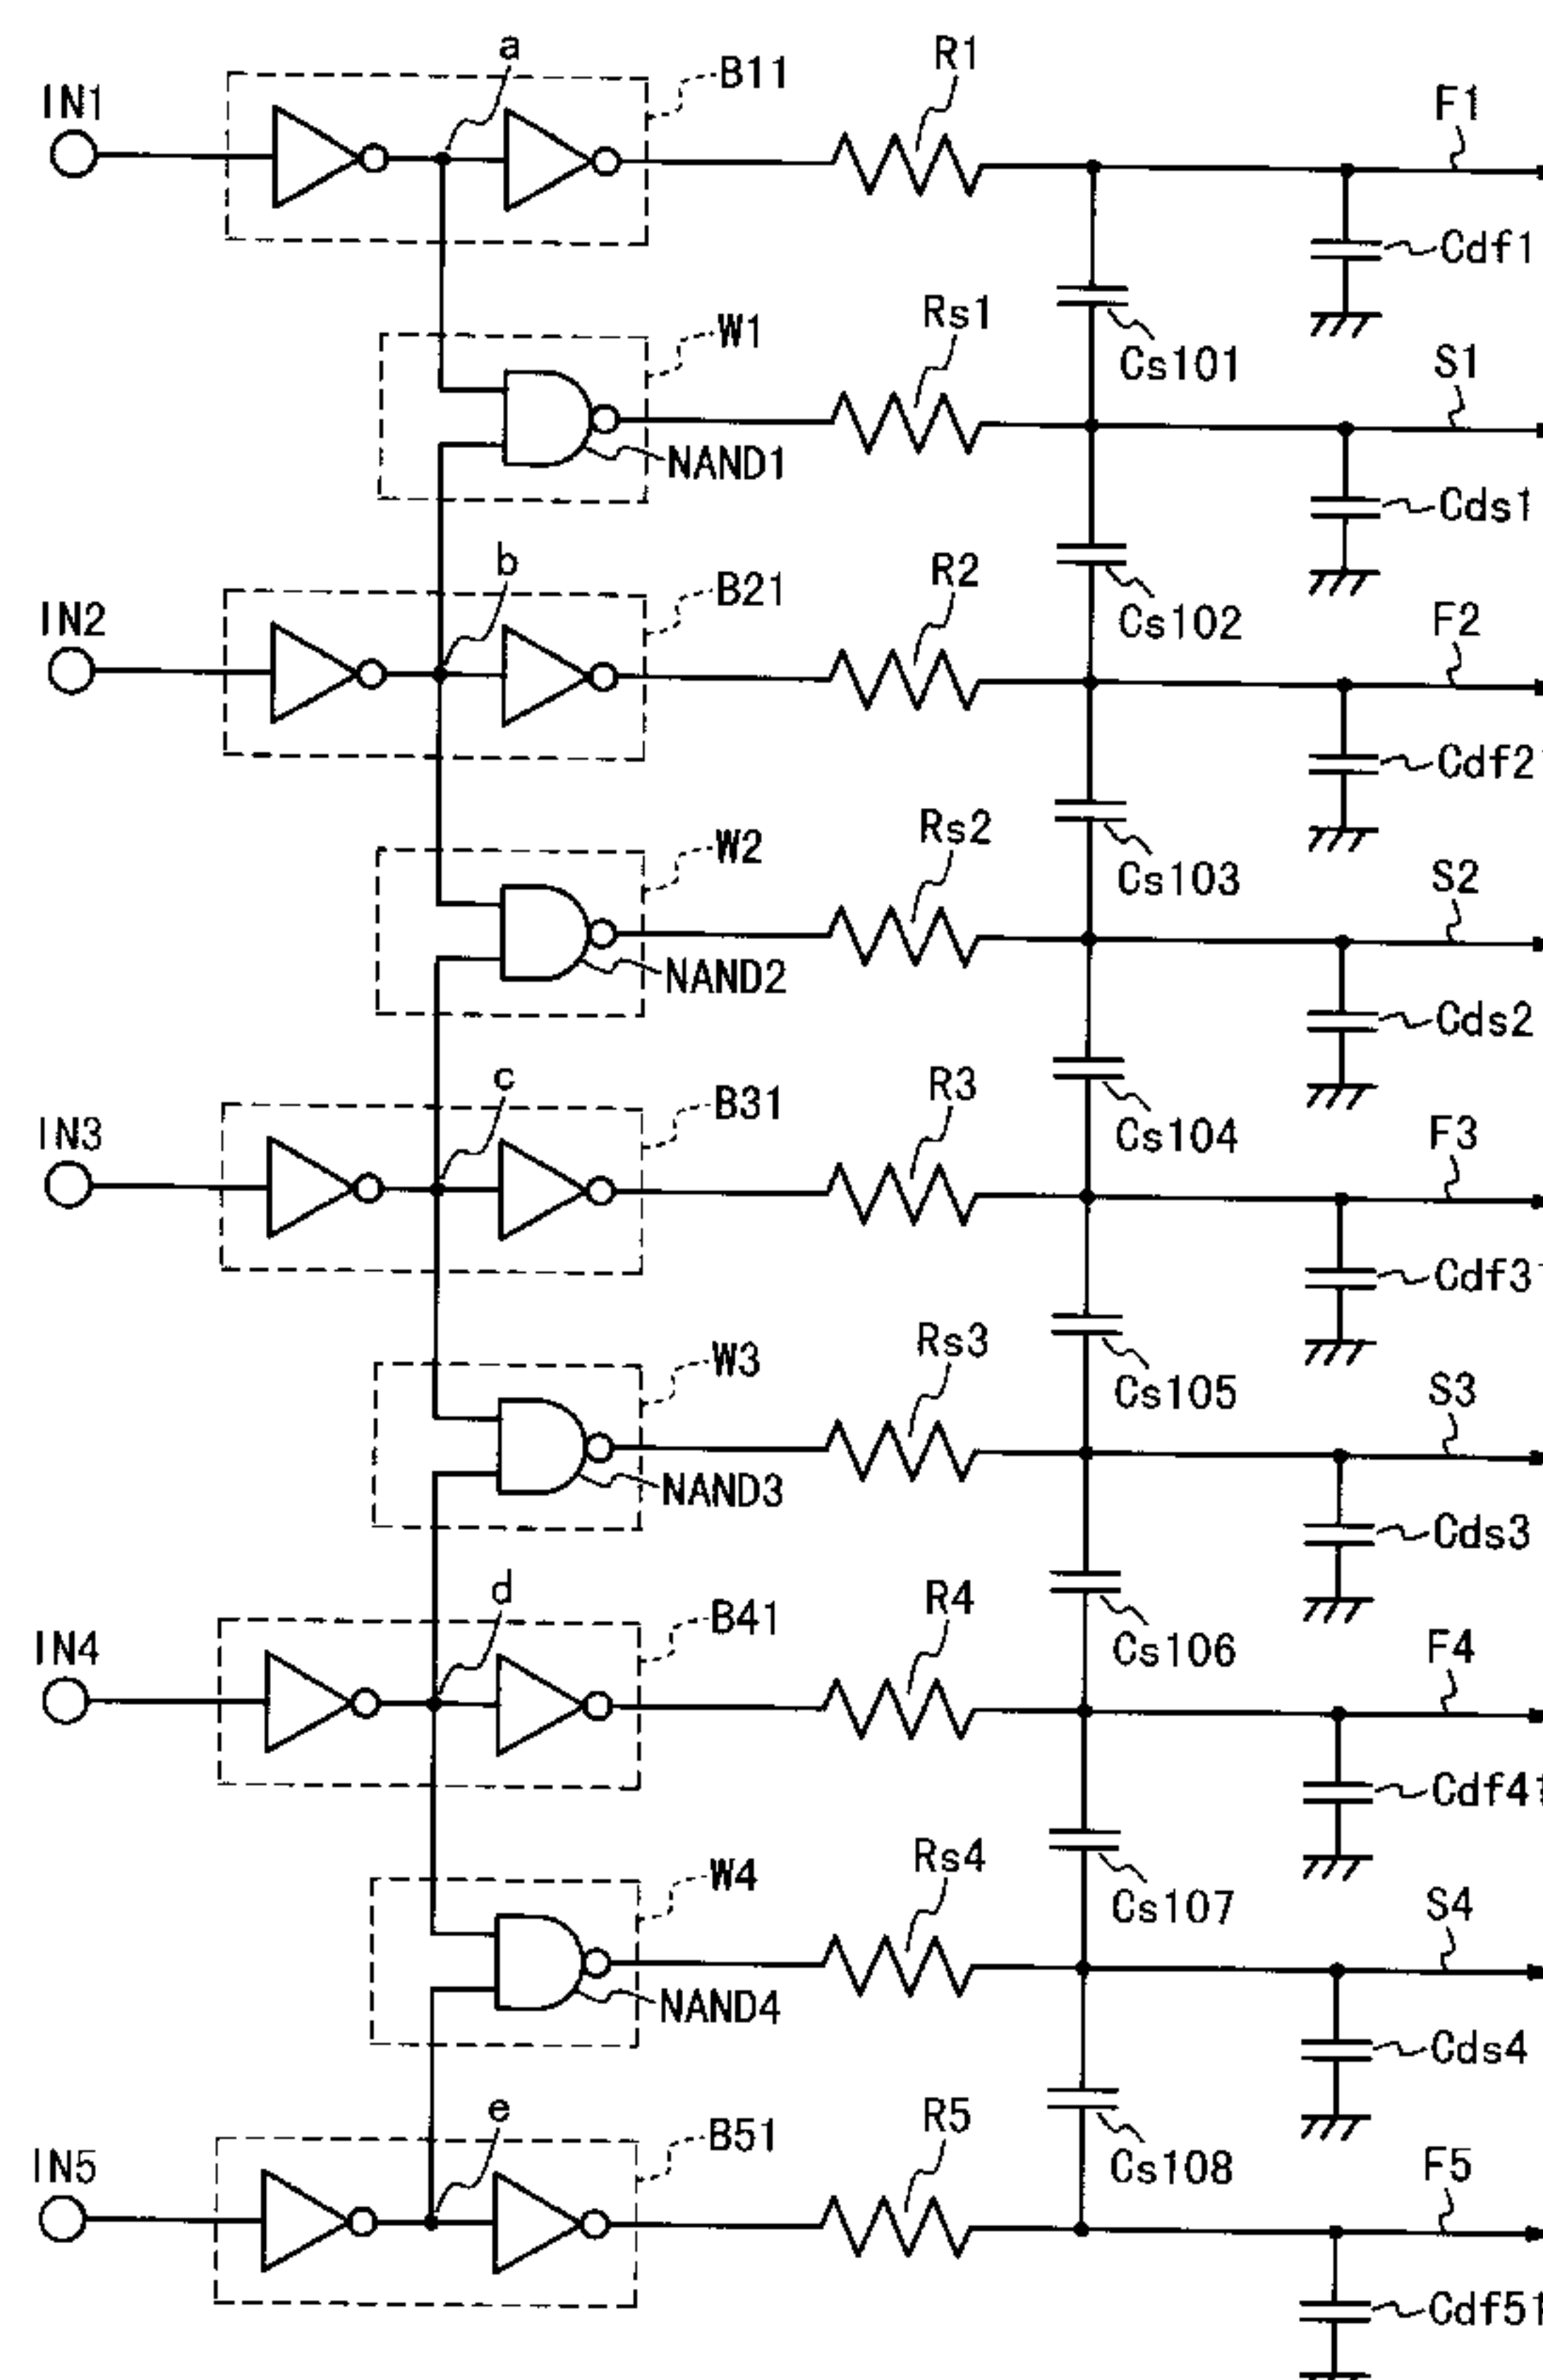 a
B11
R1
IN1
F1
Cdf1
W1
Rs1
Cs101
S1
NAND1
Cds1
b
B21
R2
IN2
Cs102
F2
Cdf2
W2
Rs2
Cs103
S2
NAND2
Cds2
c
B31
R3
IN3
Cs104
F3
Cdf3
W3
Rs3
Cs105
S3
NAND3
Cds3
d
B41
R4
IN4
Cs106
F4
Cdf41
W4
Rs4
Cs107
S4
NAND4
Cds4
e
B51
R5
IN5
Cs108
F5
Cdf51